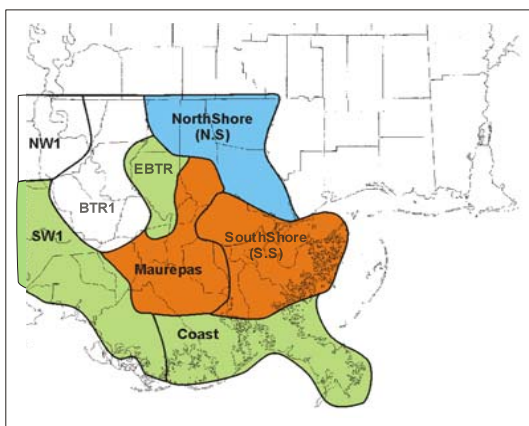 NorthShore
(N.S)
NW1
EBTR
BTR1
SW1
SouthShore
(S.S)
Maurepas
Coast